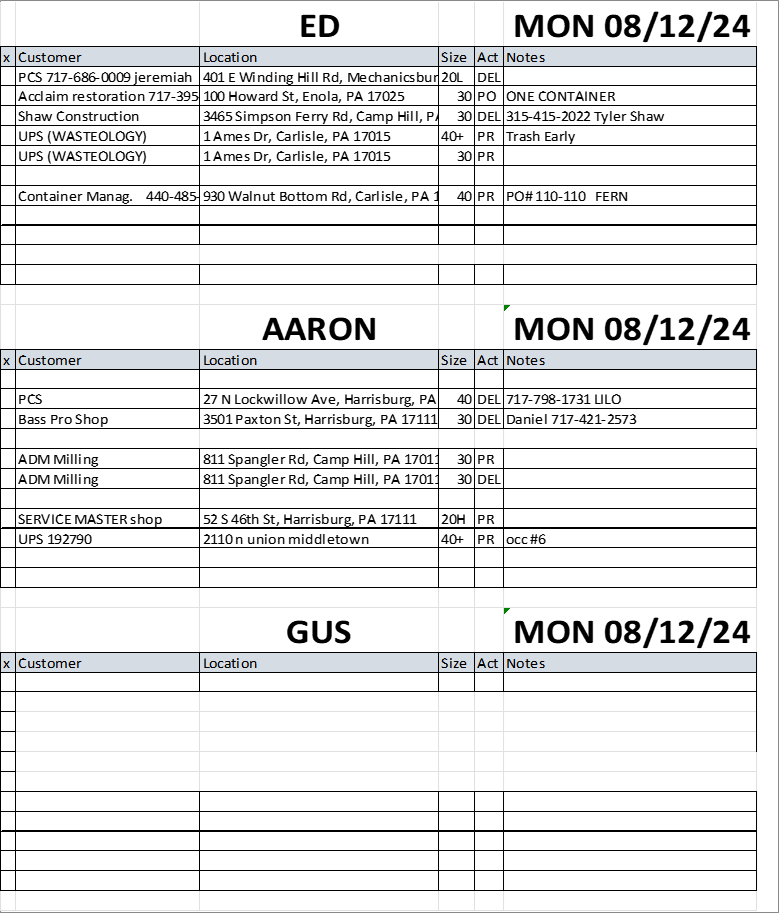 ED MON 08/12/24
x Customer Location Size Act Notes
PCS 717-686-0009 jeremiah 401 E Winding Hill Rd, Mechanicsbur 20L DEL
Acclaim restoration 717-395 100 Howard St, Enola, PA 17025 30 PO ONE CONTAINER
Shaw Construction 3465 Simpson Ferry Rd, Camp Hill, PA 30 DEL 315-415-2022 Tyler Shaw
UPS (WASTEOLOGY) 1 Ames Dr, Carlisle, PA 17015 40+ PR Trash Early
UPS (WASTEOLOGY) 1 Ames Dr, Carlisle, PA 17015 30 PR
Container Manag. 440-485- 930 Walnut Bottom Rd, Carlisle, PA 1 40 PR PO# 110-110 FERN
AARON MON 08/12/24
x Customer Location Size Act Notes
PCS 27 N Lockwillow Ave, Harrisburg, PA 40 DEL 717-798-1731 LILO
Bass Pro Shop 3501 Paxton St, Harrisburg, PA 17111 30 DEL Daniel 717-421-2573
ADM Milling 811 Spangler Rd, Camp Hill, PA 17011 30 PR
ADM Milling 811 Spangler Rd, Camp Hill, PA 17011 30 DEL
SERVICE MASTER shop 52 S 46th St, Harrisburg, PA 17111 20H PR
UPS 192790 2110 n union middletown 40+ PR occ #6
GUS MON 08/12/24
x Customer Location Size Act Notes